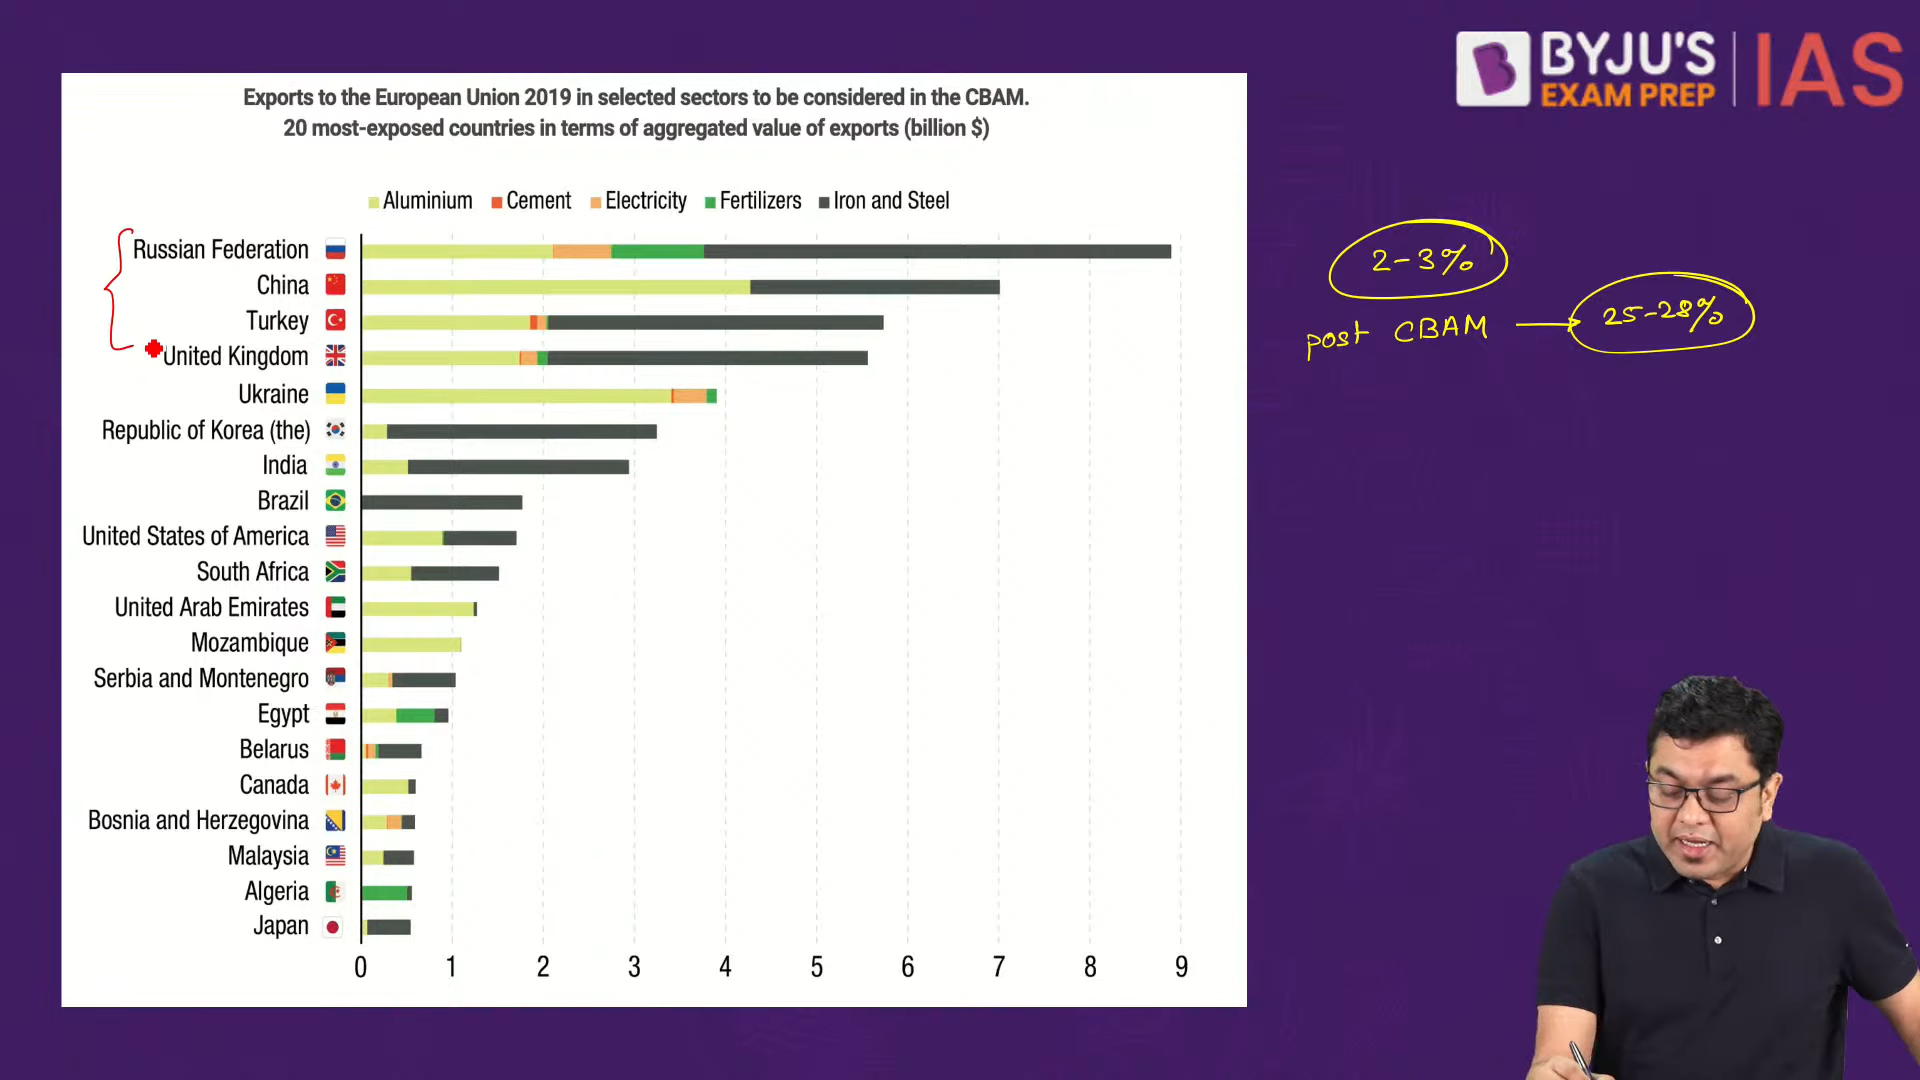 BYJU'S
EXAM PREP
IAS
Exports to the European Union 2019 in selected sectors to be considered in the CBAM.
20 most-exposed countries in terms of aggregated value of exports (billion $)
Aluminium Cement Electricity Fertilizers Iron and Steel
Russian Federation
China
Turkey
United Kingdom
Ukraine
Republic of Korea (the)
India
Brazil
United States of America
South Africa
United Arab Emirates
Mozambique
Serbia and Montenegro
Egypt
Belarus
Canada
Bosnia and Herzegovina
Malaysia
Algeria
Japan
0 1 2 3 4 5 6 7 8 9
2-3%
post CBAM → 25-28%